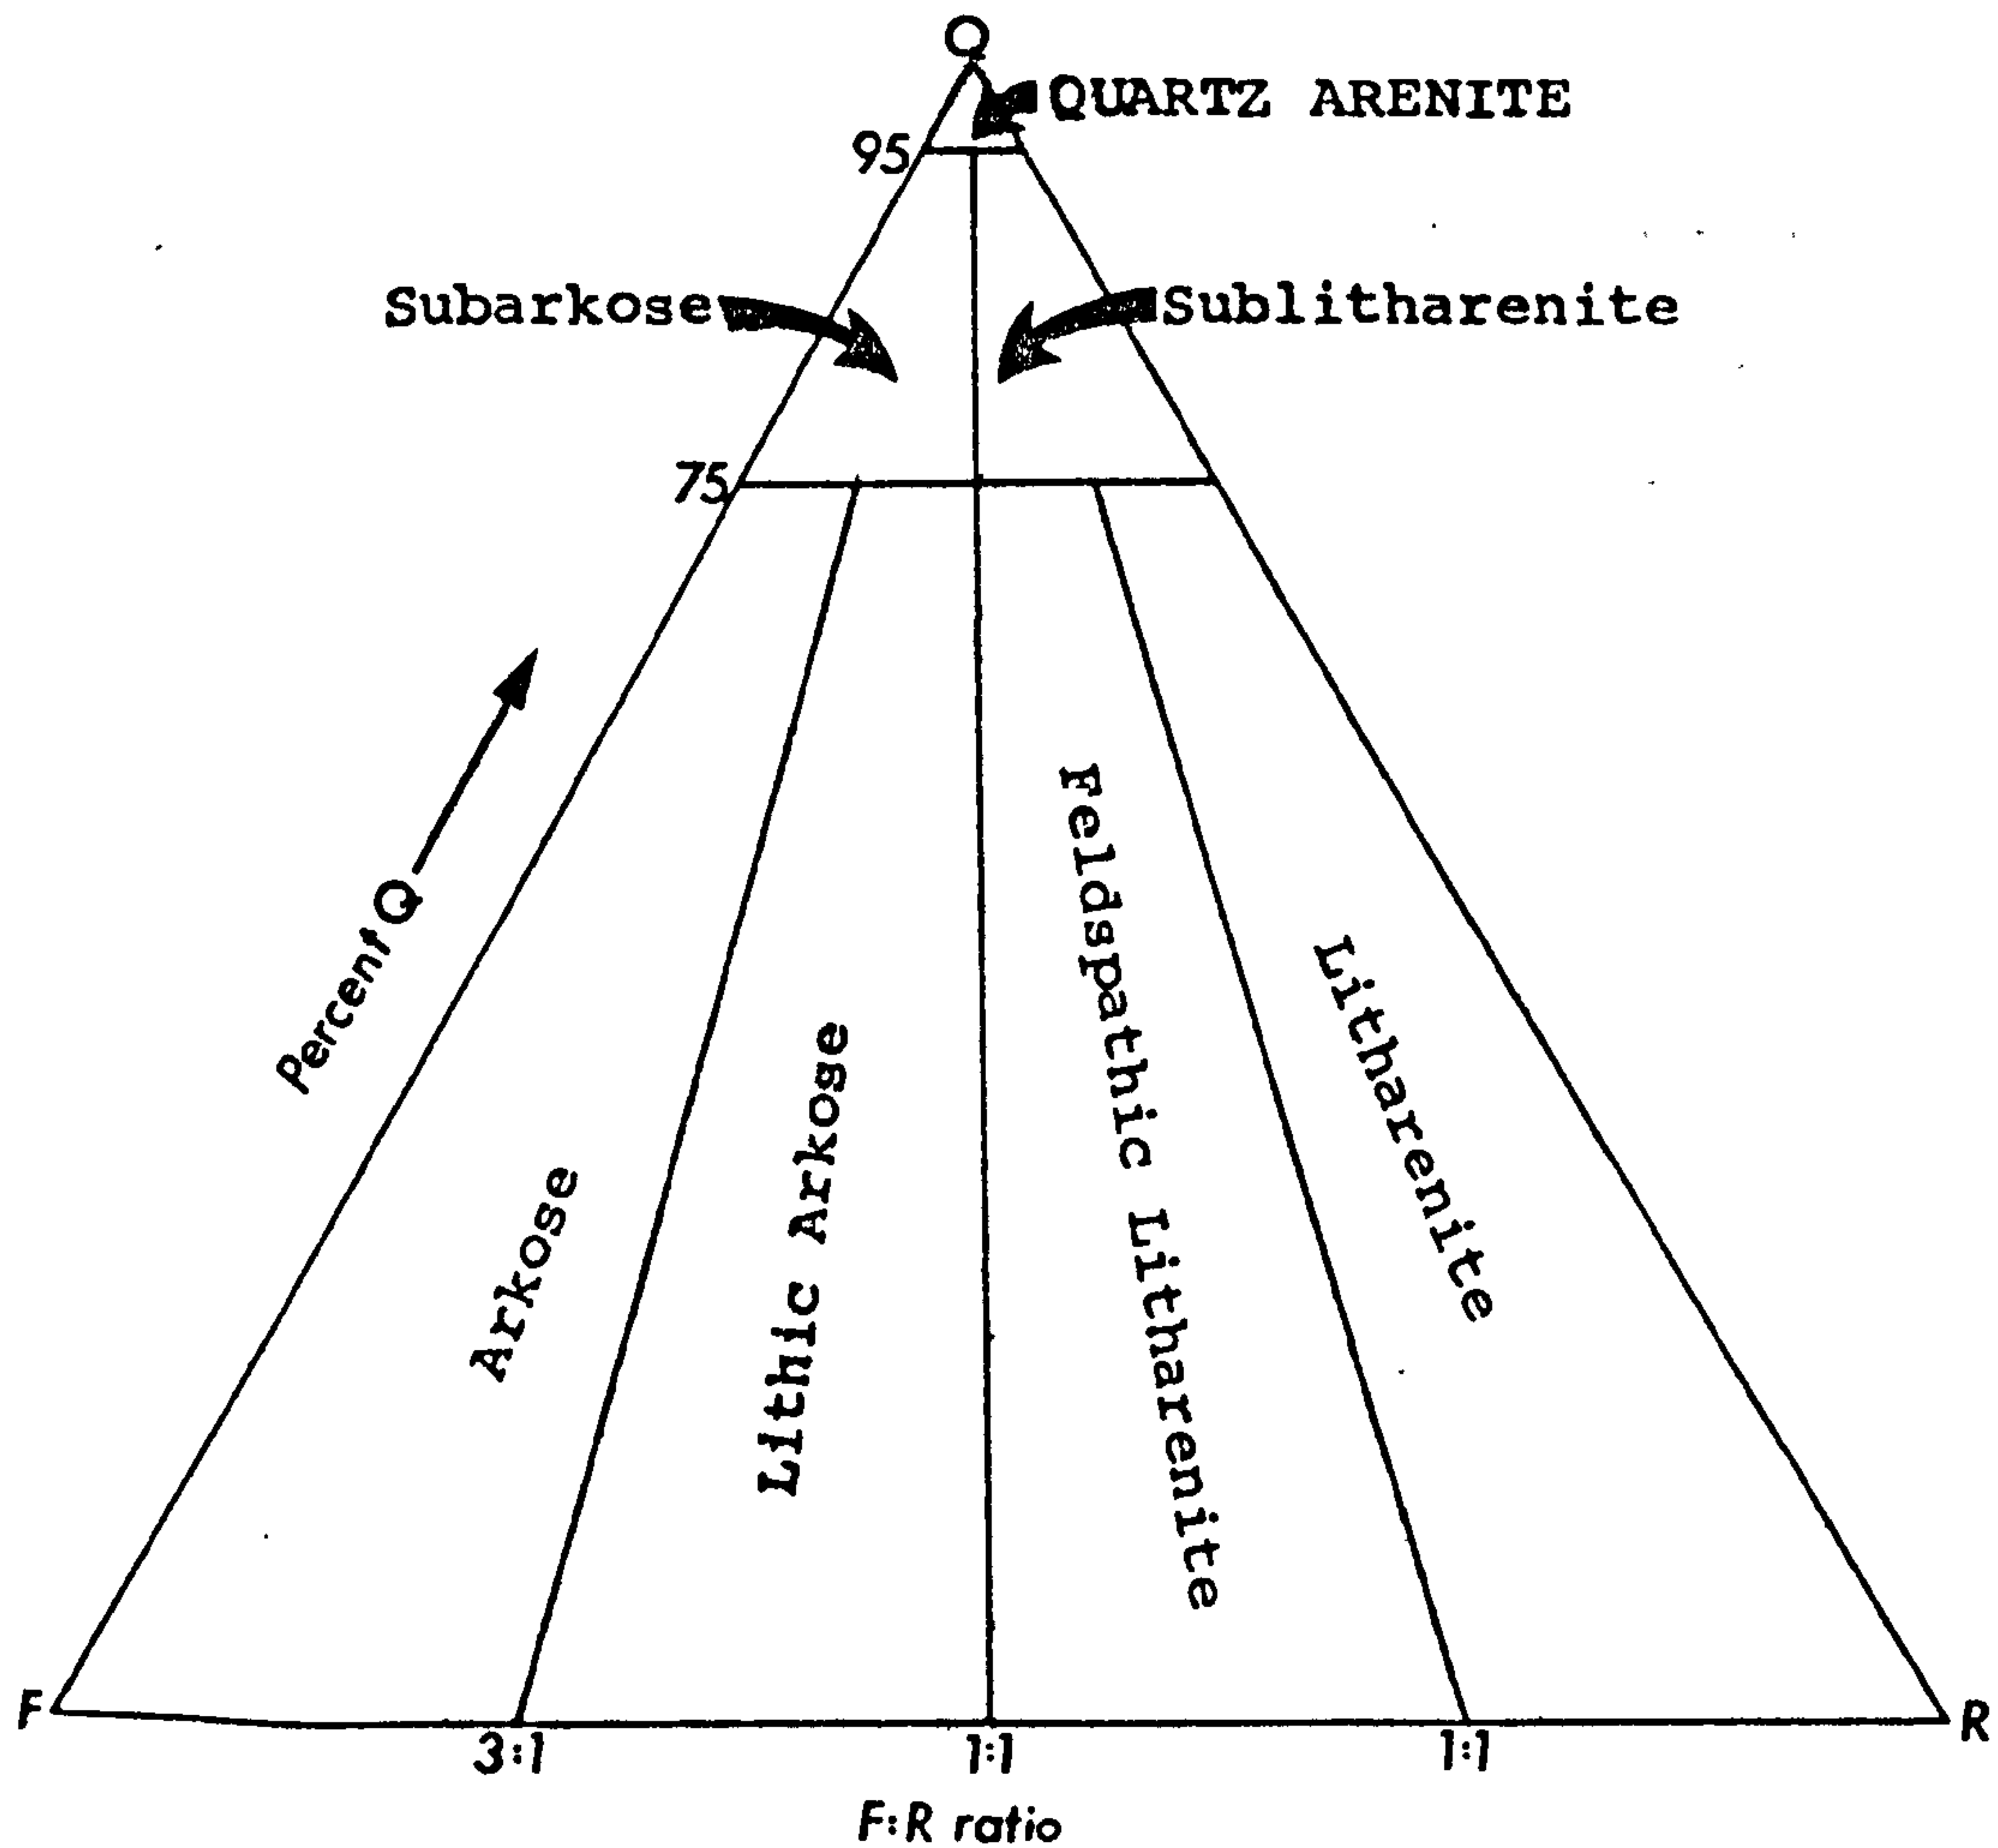 Q
QUARTZ ARENITE
95
Subarkose
Sublitharenite
75
Percent Q
Arkose
Lithic Arkose
Feldspathic Litharenite
Litharenite
F
R
3:1
1:1
1:1
F:R ratio